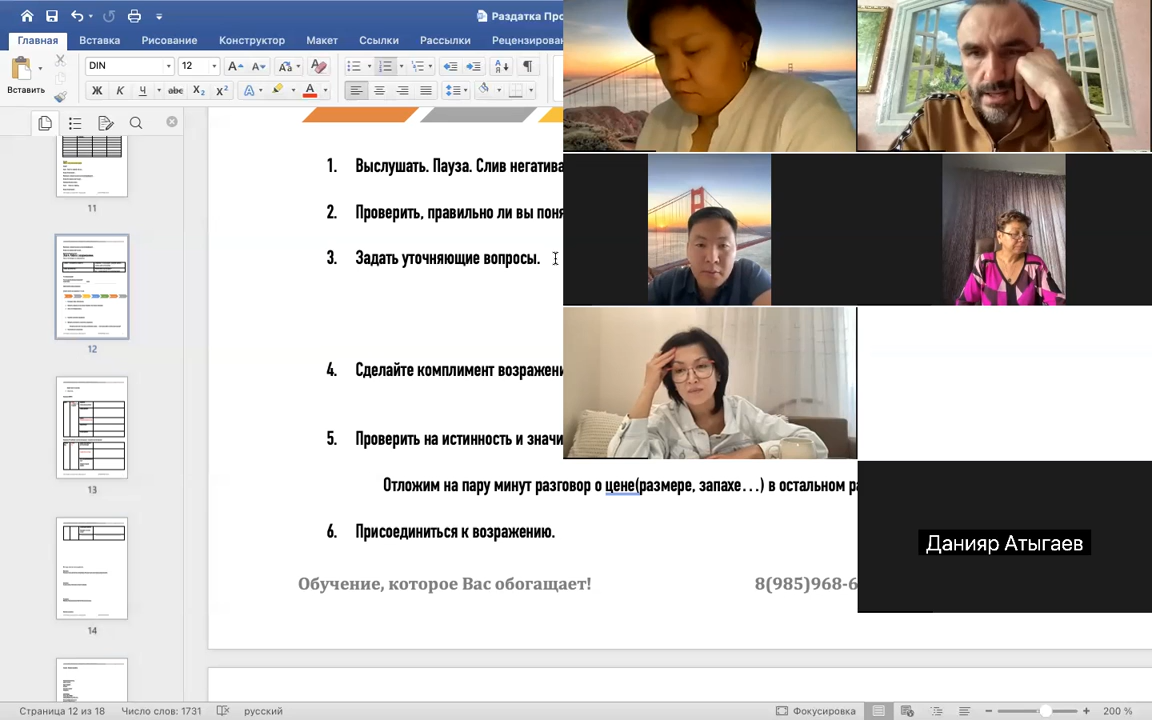 Раздатка Про
Главная Вставка Рисование Конструктор Макет Ссылки Рассылки Рецензирован
Вставить
DIN 12
11
12
13
14
1. Выслушать. Пауза. Слив негатива
2. Проверить, правильно ли вы поня
3. Задать уточняющие вопросы.
4. Сделайте комплимент возражени
5. Проверить на истинность и значи
Отложим на пару минут разговор о цене(размере, запахе…) в остальном ра
6. Присоединиться к возражению.
Обучение, которое Вас обогащает! 8(985)968-6
Данияр Атыгаев
Страница 12 из 18 Число слов: 1731 русский Фокусировка 200 %